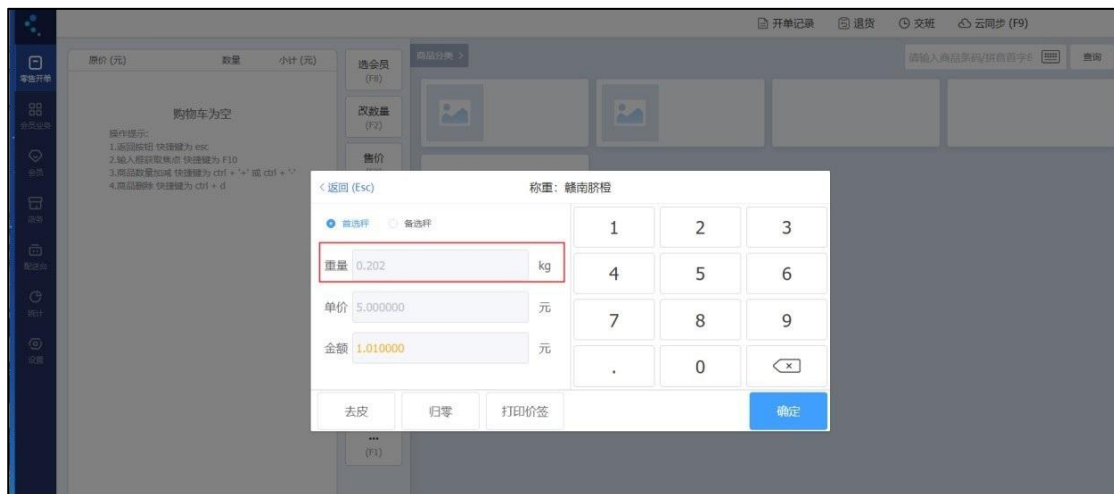 开单记录 退货 交班 云同步 (F9)
零售开单
会员业务
会员
设置
原价 (元) 数量 小计 (元)
购物车为空
操作提示:
1.返回按钮 快捷键为 esc
2.输入框获取焦点 快捷键为 F10
3.商品数量加减 快捷键为 ctrl + '+' 或 ctrl + '-'
4.商品删除 快捷键为 ctrl + d
选会员
(F8)
改数量
(F2)
售价
...
(F1)
商品分类 >
请输入商品条码/拼音首字母
查询
< 返回 (Esc) 称重：赣南脐橙
首选秤 备选秤
重量 0.202 kg
单价 5.000000 元
金额 1.010000 元
1 2 3
4 5 6
7 8 9
. 0
去皮 归零 打印价签 确定